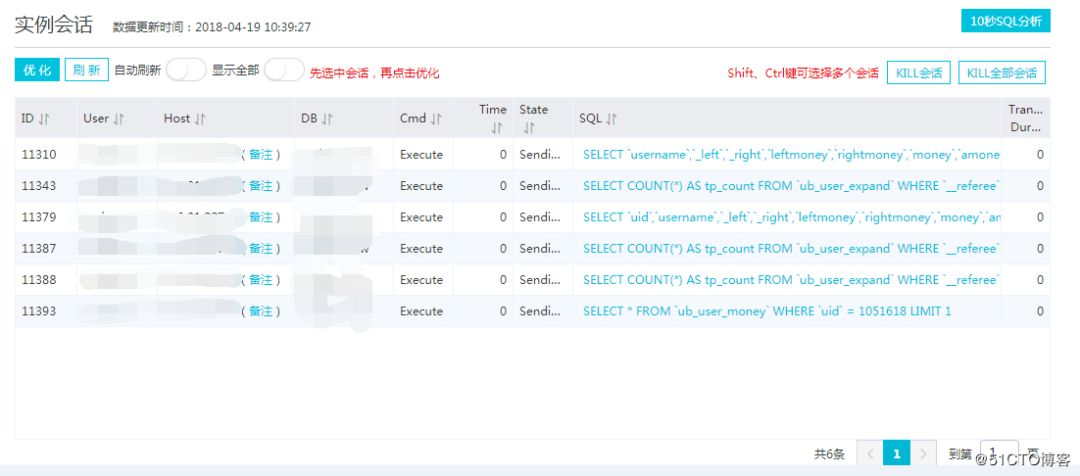 实例会话 数据更新时间：2018-04-19 10:39:27 10秒SQL分析
优 化 刷 新 自动刷新 显示全部 先选中会话，再点击优化 Shift、Ctrl键可选择多个会话 KILL会话 KILL全部会话
ID User Host DB Cmd Time State SQL Tran... Dur...
11310 ( 备注 ) Execute 0 Sendi... SELECT `username`,`_left`,`_right`,`leftmoney`,`rightmoney`,`money`,`amone 0
11343 ( 备注 ) Execute 0 Sendi... SELECT COUNT(*) AS tp_count FROM `ub_user_expand` WHERE `__referee` 0
11379 ( 备注 ) Execute 0 Sendi... SELECT `uid`,`username`,`_left`,`_right`,`leftmoney`,`rightmoney`,`money`,`an 0
11387 ( 备注 ) Execute 0 Sendi... SELECT COUNT(*) AS tp_count FROM `ub_user_expand` WHERE `__referee` 0
11388 ( 备注 ) Execute 0 Sendi... SELECT COUNT(*) AS tp_count FROM `ub_user_expand` WHERE `__referee` 0
11393 ( 备注 ) Execute 0 Sendi... SELECT * FROM `ub_user_money` WHERE `uid` = 1051618 LIMIT 1 0
共6条 < 1 > 到第 1 页
@51CTO博客